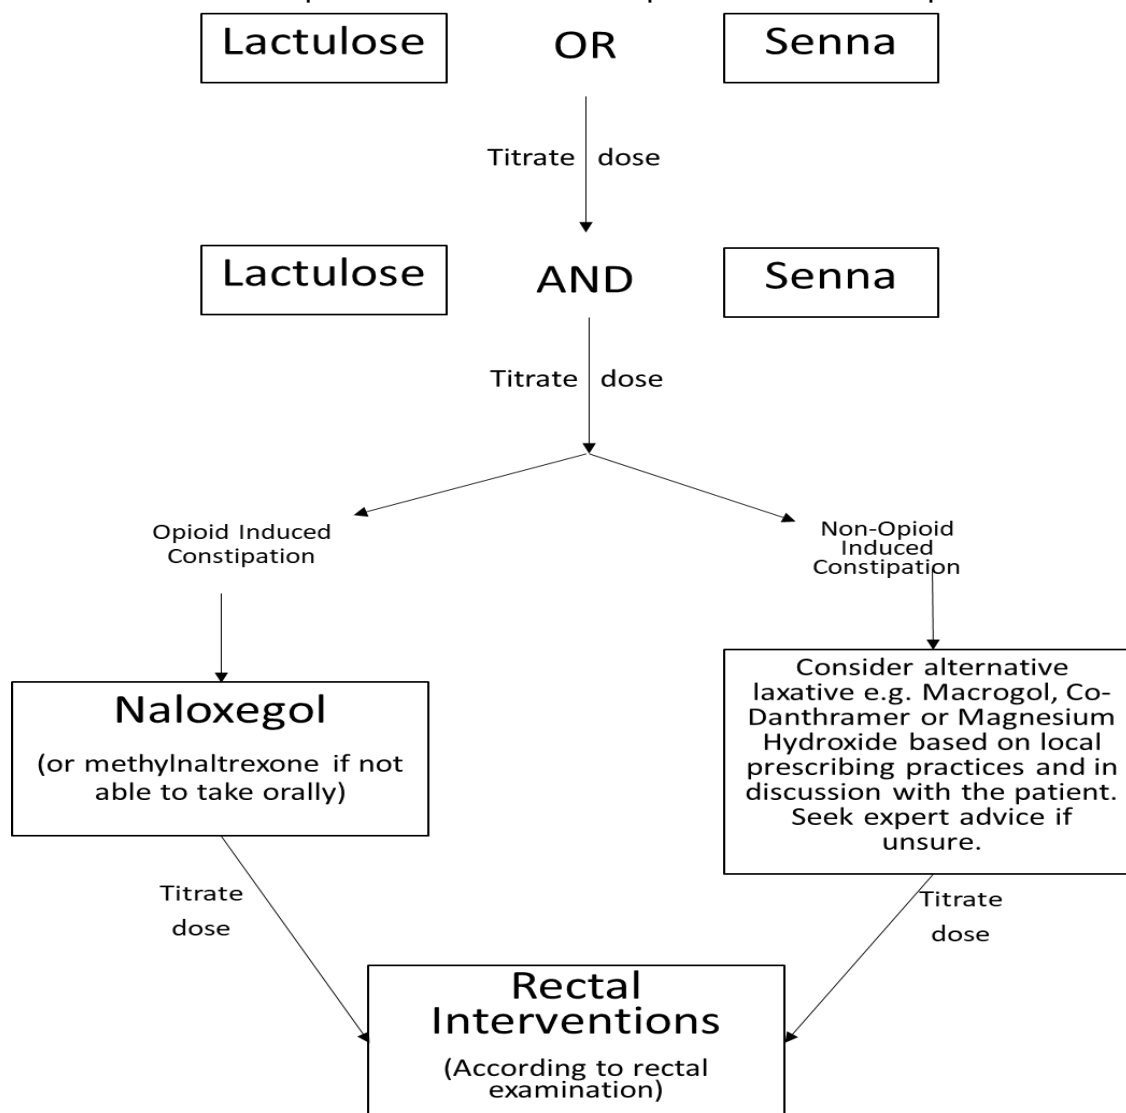 Lactulose OR Senna
Titrate dose
Lactulose AND Senna
Titrate dose
Opioid Induced
Constipation
Non-Opioid
Induced
Constipation
Naloxegol
(or methylnaltrexone if not
able to take orally)
Consider alternative
laxative e.g. Macrogol, Co-
Danthramer or Magnesium
Hydroxide based on local
prescribing practices and in
discussion with the patient.
Seek expert advice if
unsure.
Titrate
dose
Titrate
dose
Rectal
Interventions
(According to rectal
examination)